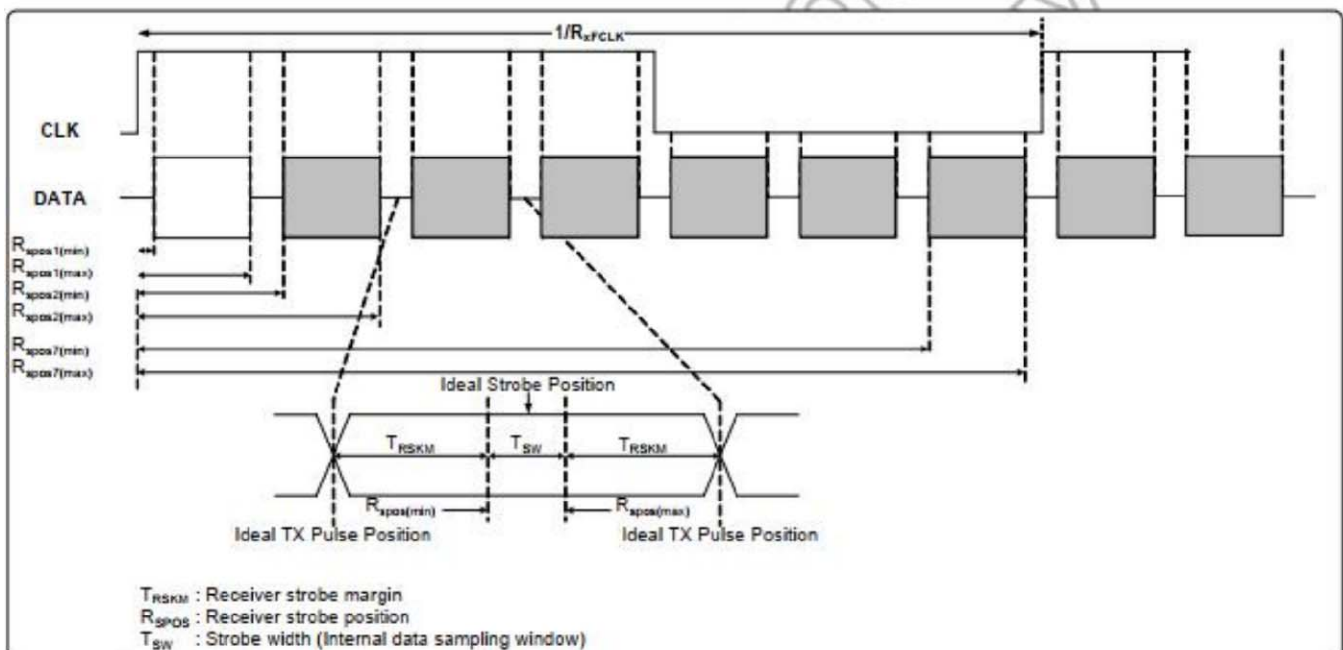 1/RxFCLK
CLK
DATA
Rspos1(min)
Rspos1(max)
Rspos2(min)
Rspos2(max)
Rspos7(min)
Rspos7(max)
Ideal Strobe Position
TRSKM TSW TRSKM
Rspos(min) Rspos(max)
Ideal TX Pulse Position Ideal TX Pulse Position
TRSKM : Receiver strobe margin
RSPOS : Receiver strobe position
TSW : Strobe width (Internal data sampling window)